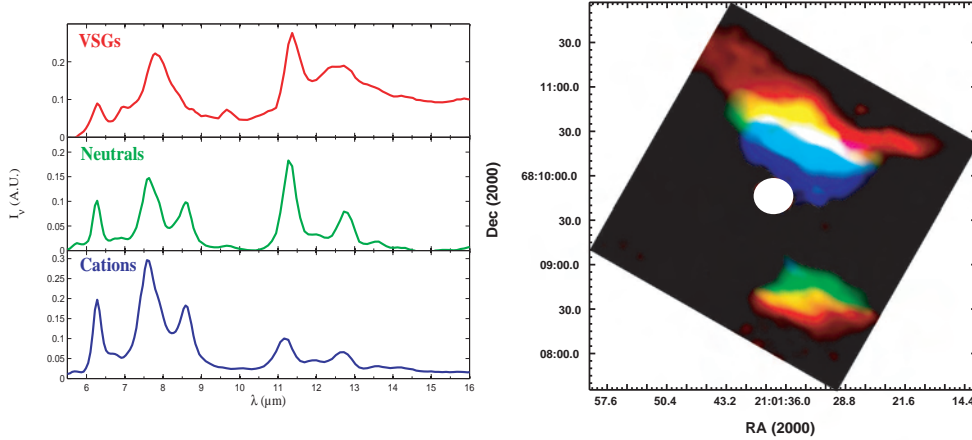 VSGs
0.2
0.1
0
Neutrals
0.2
0.15
0.1
0.05
0
I_ν (A.U.)
Cations
0.3
0.25
0.2
0.15
0.1
0.05
0
6 7 8 9 10 11 12 13 14 15 16
λ (µm)
30.0
11:00.0
30.0
68:10:00.0
30.0
09:00.0
30.0
08:00.0
Dec (2000)
57.6 50.4 43.2 21:01:36.0 28.8 21.6 14.4
RA (2000)